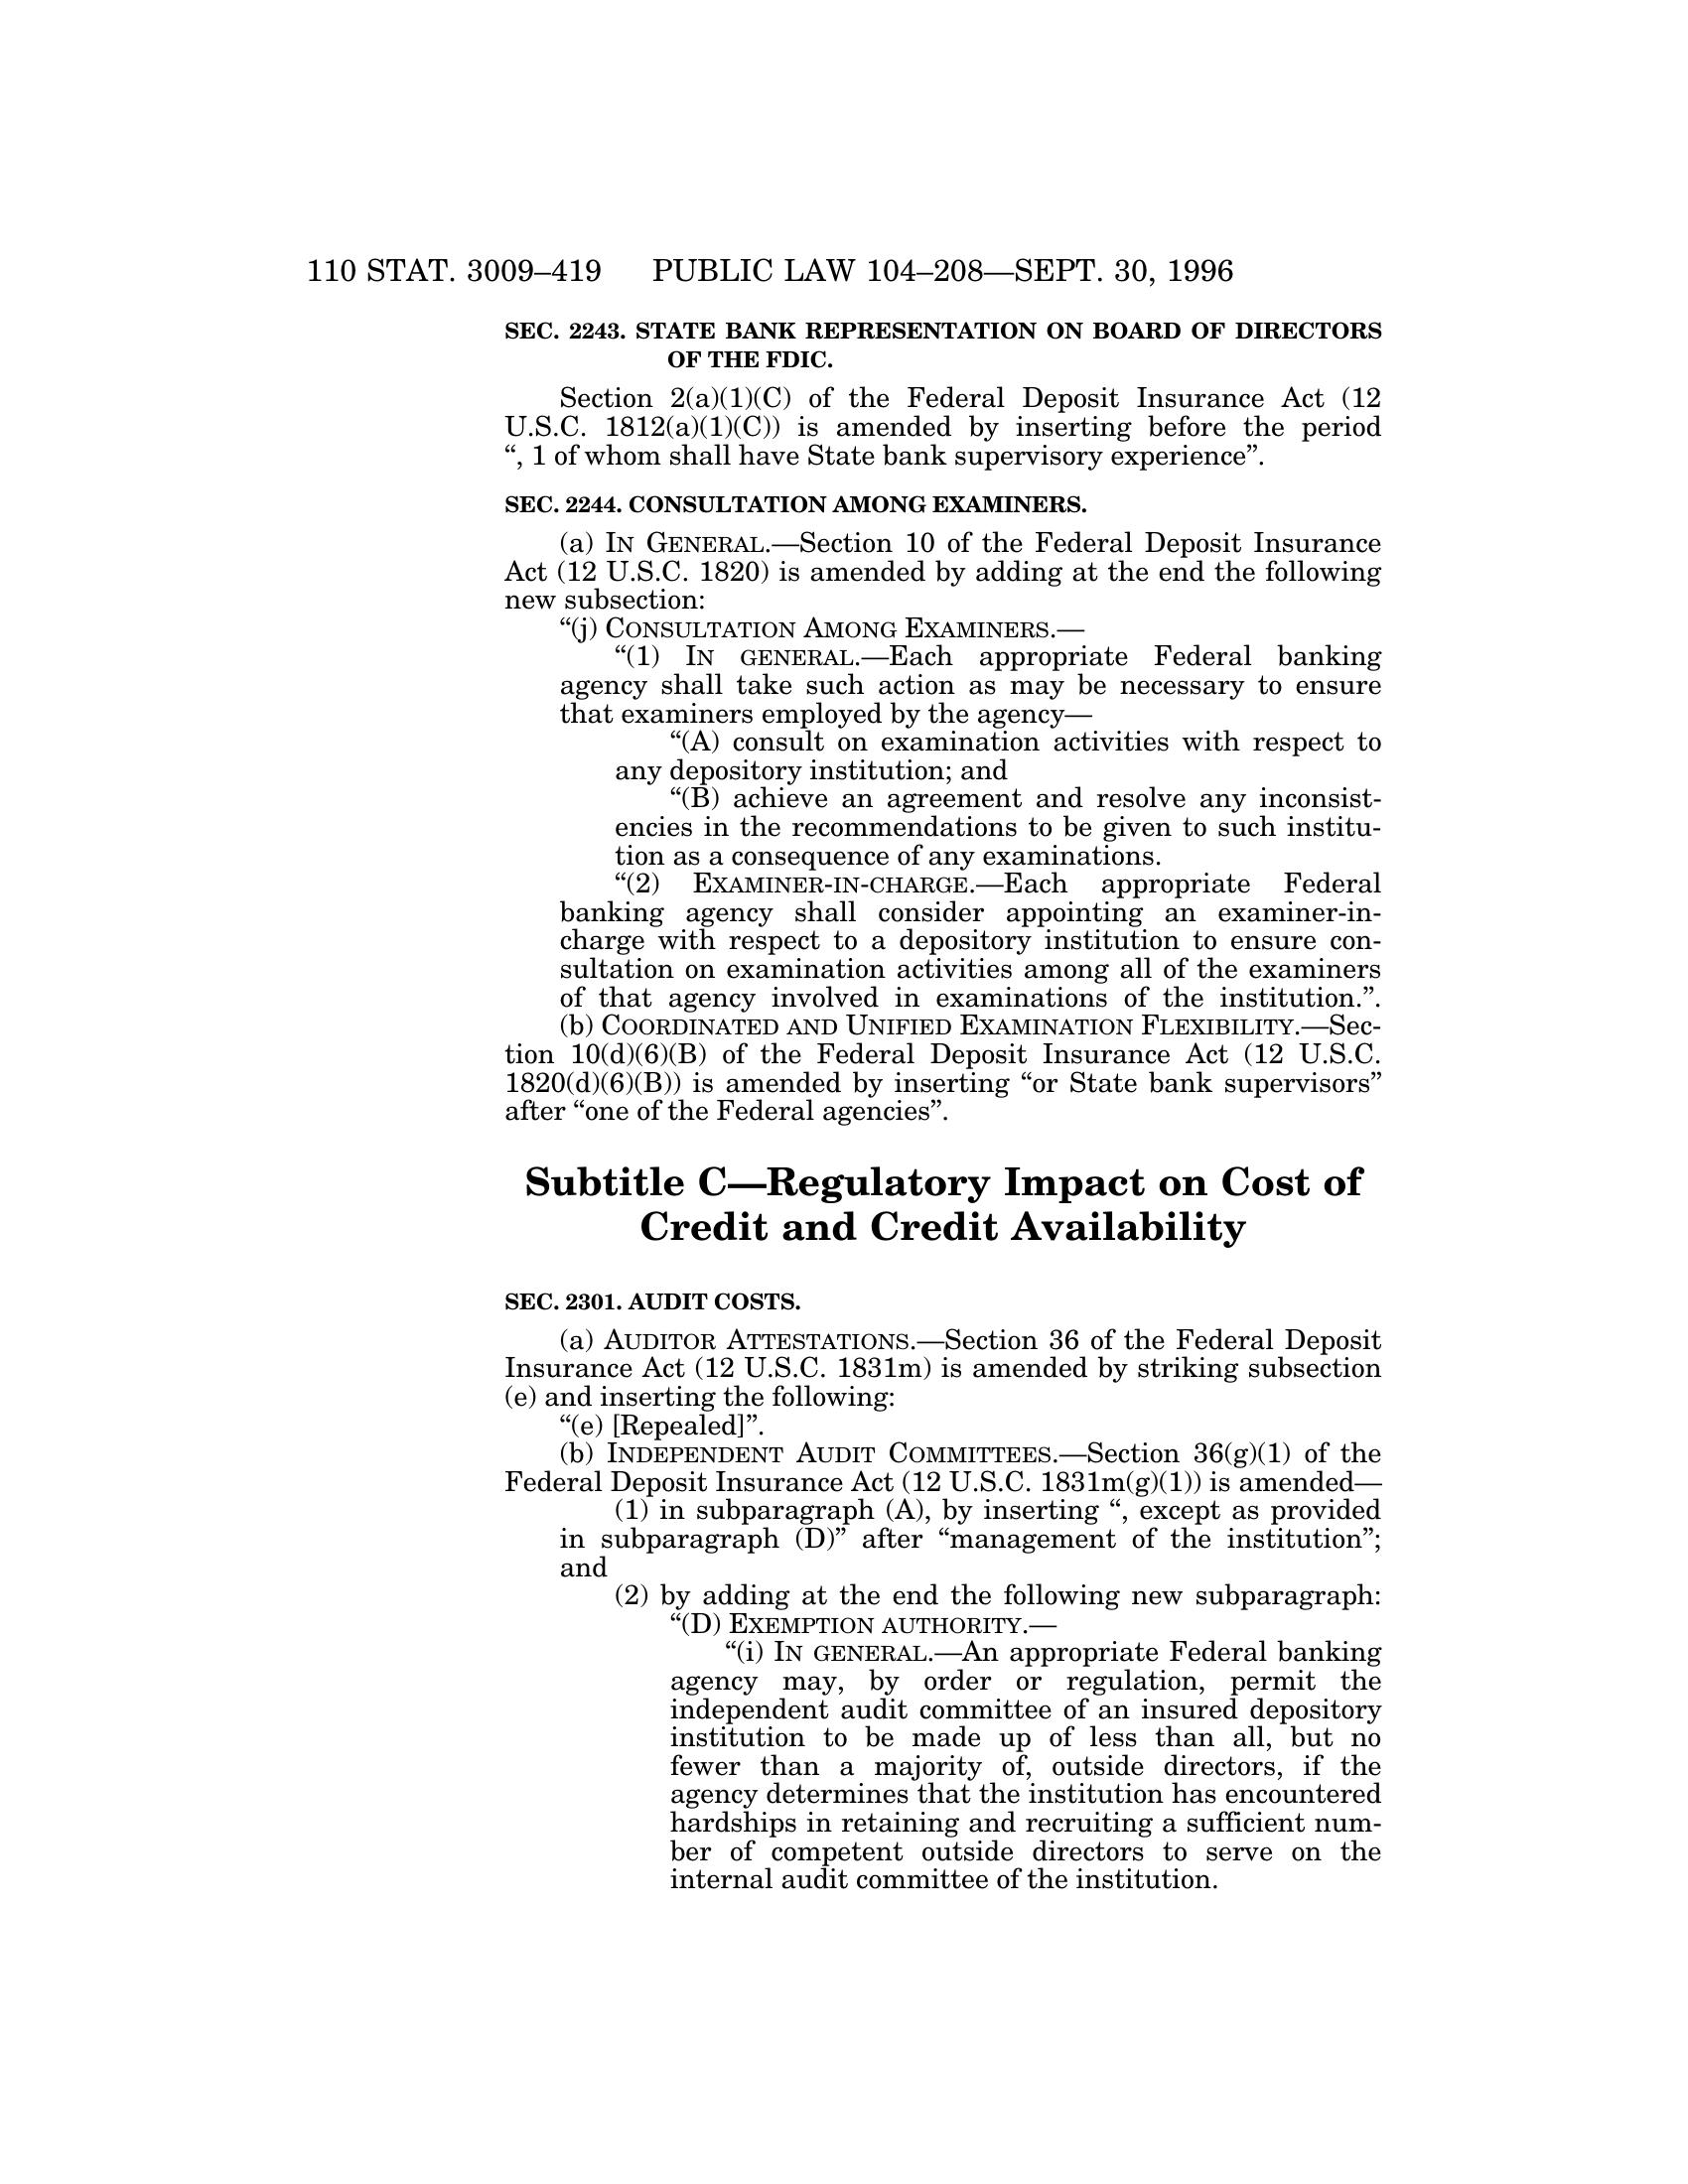 110 STAT. 3009–419 PUBLIC LAW 104–208—SEPT. 30, 1996
SEC. 2243. STATE BANK REPRESENTATION ON BOARD OF DIRECTORS
OF THE FDIC.
Section 2(a)(1)(C) of the Federal Deposit Insurance Act (12
U.S.C. 1812(a)(1)(C)) is amended by inserting before the period
“, 1 of whom shall have State bank supervisory experience”.
SEC. 2244. CONSULTATION AMONG EXAMINERS.
(a) IN GENERAL.—Section 10 of the Federal Deposit Insurance
Act (12 U.S.C. 1820) is amended by adding at the end the following
new subsection:
“(j) CONSULTATION AMONG EXAMINERS.—
“(1) IN GENERAL.—Each appropriate Federal banking
agency shall take such action as may be necessary to ensure
that examiners employed by the agency—
“(A) consult on examination activities with respect to
any depository institution; and
“(B) achieve an agreement and resolve any inconsist-
encies in the recommendations to be given to such institu-
tion as a consequence of any examinations.
“(2) EXAMINER-IN-CHARGE.—Each appropriate Federal
banking agency shall consider appointing an examiner-in-
charge with respect to a depository institution to ensure con-
sultation on examination activities among all of the examiners
of that agency involved in examinations of the institution.”.
(b) COORDINATED AND UNIFIED EXAMINATION FLEXIBILITY.—Sec-
tion 10(d)(6)(B) of the Federal Deposit Insurance Act (12 U.S.C.
1820(d)(6)(B)) is amended by inserting “or State bank supervisors”
after “one of the Federal agencies”.
Subtitle C—Regulatory Impact on Cost of
Credit and Credit Availability
SEC. 2301. AUDIT COSTS.
(a) AUDITOR ATTESTATIONS.—Section 36 of the Federal Deposit
Insurance Act (12 U.S.C. 1831m) is amended by striking subsection
(e) and inserting the following:
“(e) [Repealed]”.
(b) INDEPENDENT AUDIT COMMITTEES.—Section 36(g)(1) of the
Federal Deposit Insurance Act (12 U.S.C. 1831m(g)(1)) is amended—
(1) in subparagraph (A), by inserting “, except as provided
in subparagraph (D)” after “management of the institution”;
and
(2) by adding at the end the following new subparagraph:
“(D) EXEMPTION AUTHORITY.—
“(i) IN GENERAL.—An appropriate Federal banking
agency may, by order or regulation, permit the
independent audit committee of an insured depository
institution to be made up of less than all, but no
fewer than a majority of, outside directors, if the
agency determines that the institution has encountered
hardships in retaining and recruiting a sufficient num-
ber of competent outside directors to serve on the
internal audit committee of the institution.